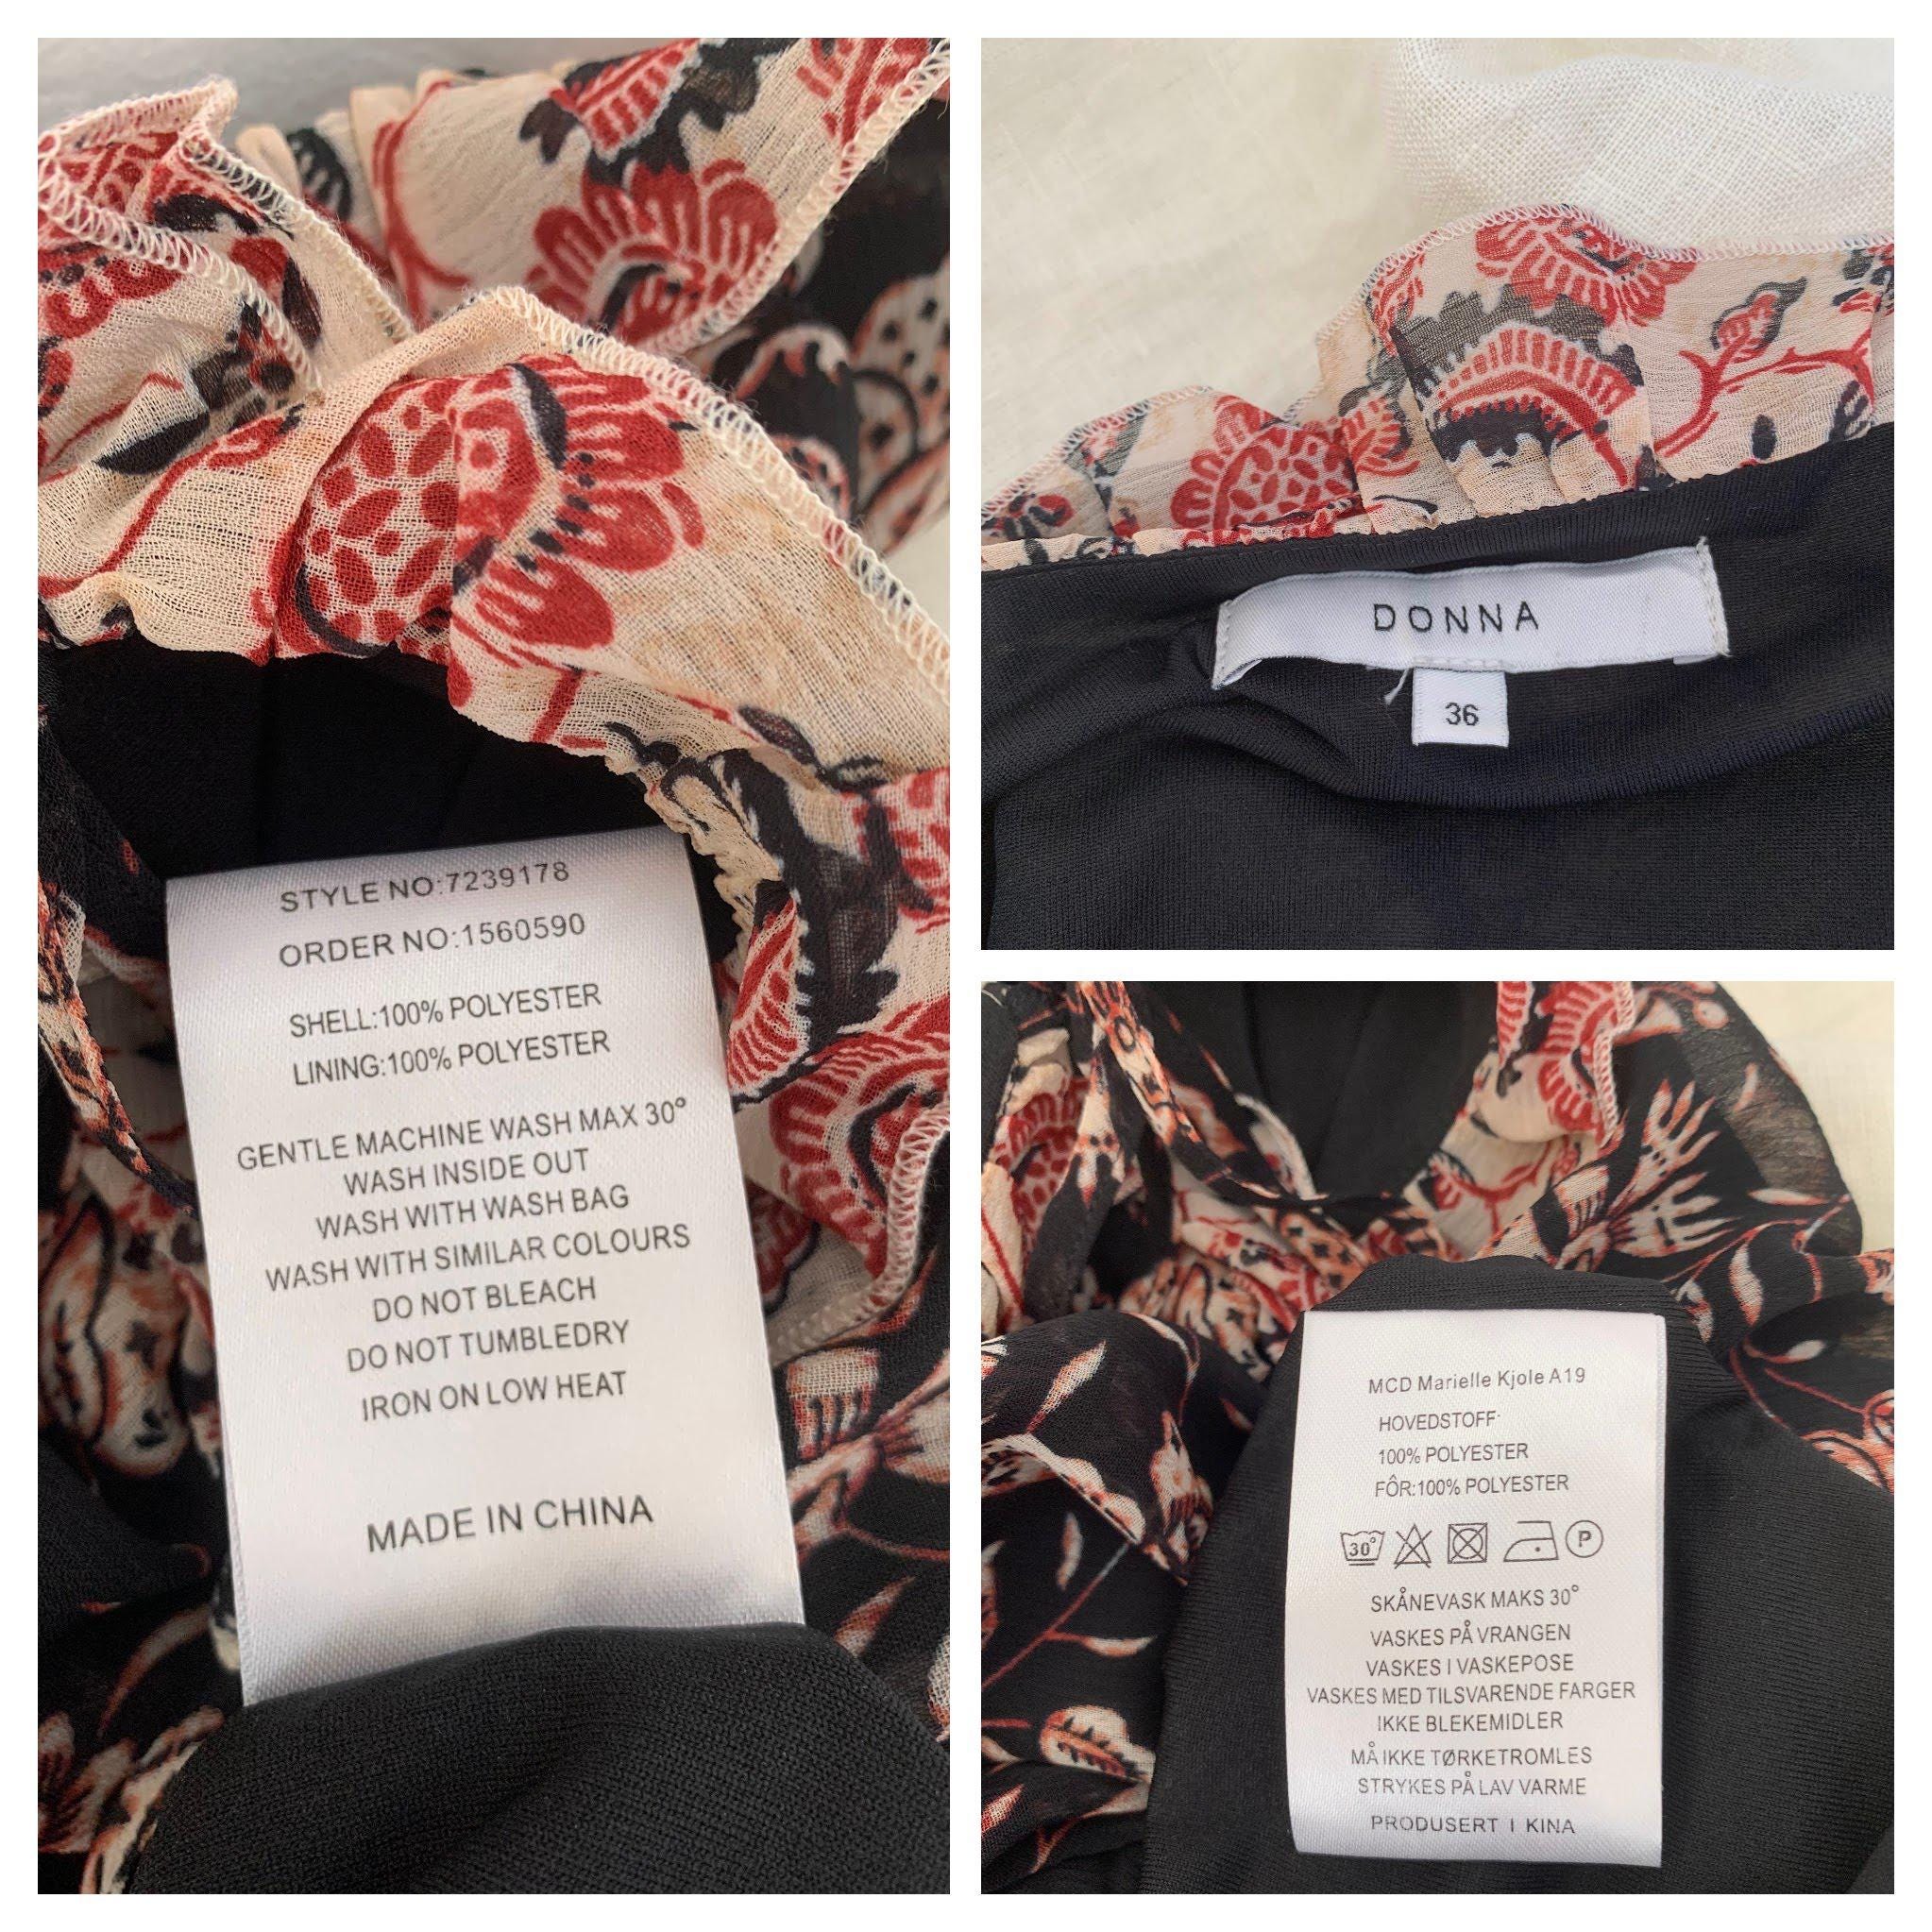 STYLE NO:7239178
ORDER NO:1560590
SHELL:100% POLYESTER
LINING:100% POLYESTER
GENTLE MACHINE WASH MAX 30°
WASH INSIDE OUT
WASH WITH WASH BAG
WASH WITH SIMILAR COLOURS
DO NOT BLEACH
DO NOT TUMBLEDRY
IRON ON LOW HEAT
MADE IN CHINA
DONNA
36
MCD Marielle Kjole A19
HOVEDSTOFF
100% POLYESTER
FÔR:100% POLYESTER
30° P
SKÅNEVASK MAKS 30°
VASKES PÅ VRANGEN
VASKES I VASKEPOSE
VASKES MED TILSVARENDE FARGER
IKKE BLEKEMIDLER
MÅ IKKE TØRKETROMLES
STRYKES PÅ LAV VARME
PRODUSERT I KINA